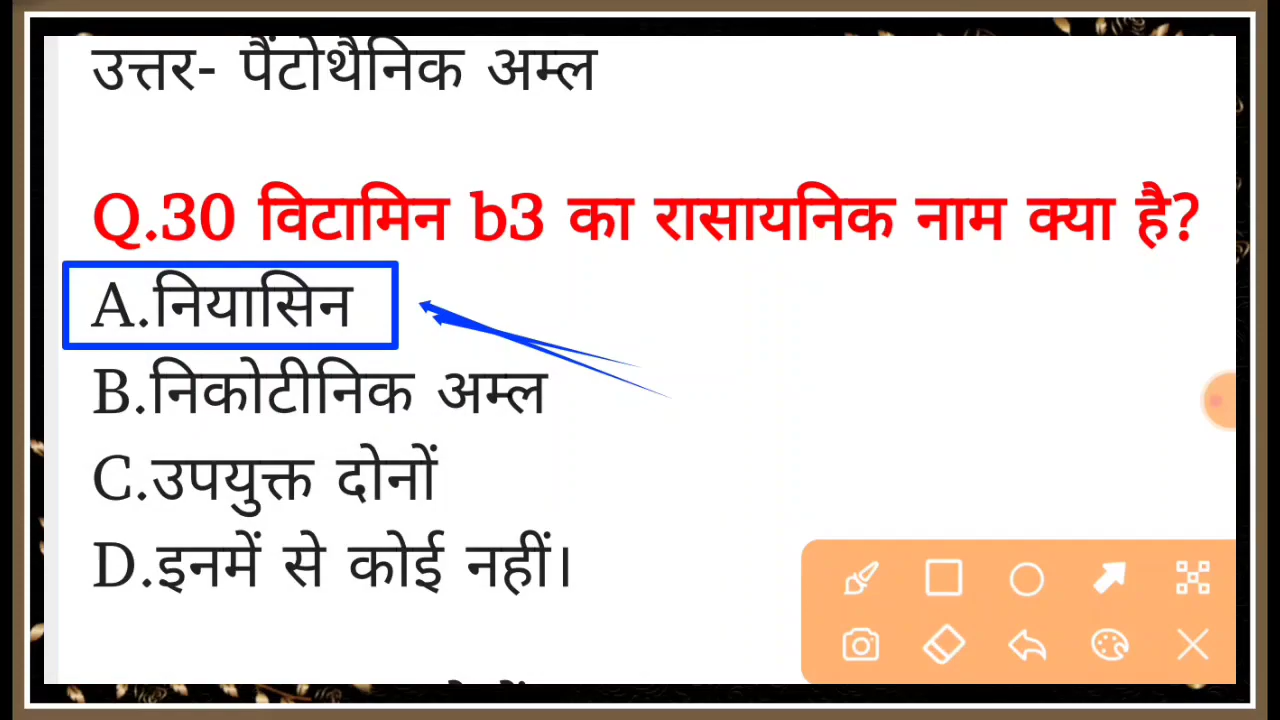 उत्तर- पैंटोथैनिक अम्ल
Q.30 विटामिन b3 का रासायनिक नाम क्या है?
A.नियासिन
B.निकोटीनिक अम्ल
C.उपयुक्त दोनों
D.इनमें से कोई नहीं।